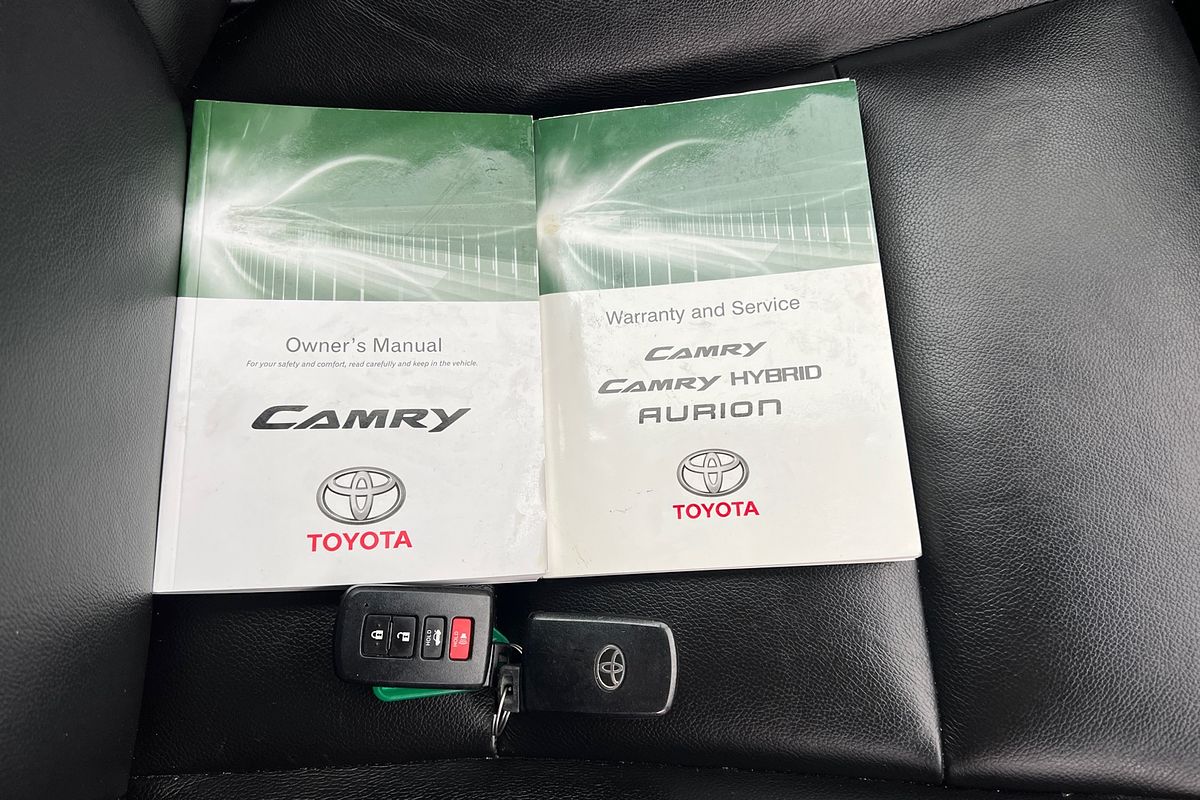 Owner's Manual
For your safety and comfort, read carefully and keep in the vehicle.
CAMRY
TOYOTA
Warranty and Service
CAMRY
CAMRY HYBRID
AURION
TOYOTA
HOLD
HOLD